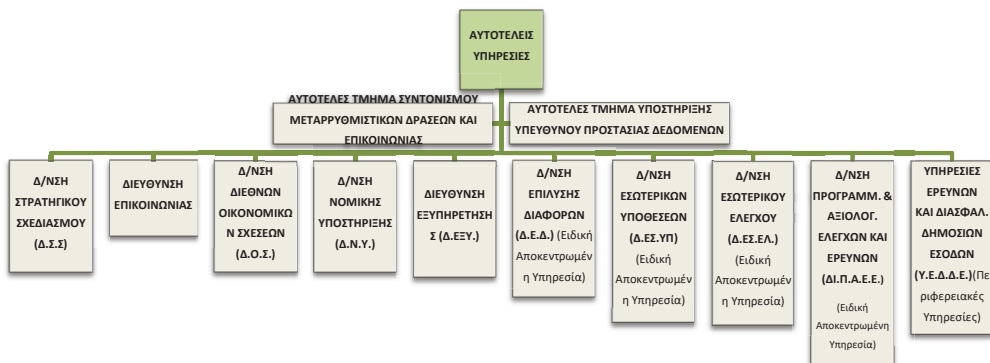 ΑΥΤΟΤΕΛΕΙΣ
ΥΠΗΡΕΣΙΕΣ
ΑΥΤΟΤΕΛΕΣ ΤΜΗΜΑ ΣΥΝΤΟΝΙΣΜΟΥ
ΜΕΤΑΡΡΥΘΜΙΣΤΙΚΩΝ ΔΡΑΣΕΩΝ ΚΑΙ
ΕΠΙΚΟΙΝΩΝΙΑΣ
ΑΥΤΟΤΕΛΕΣ ΤΜΗΜΑ ΥΠΟΣΤΗΡΙΞΗΣ
ΥΠΕΥΘΥΝΟΥ ΠΡΟΣΤΑΣΙΑΣ ΔΕΔΟΜΕΝΩΝ
Δ/ΝΣΗ
ΣΤΡΑΤΗΓΙΚΟΥ
ΣΧΕΔΙΑΣΜΟΥ
(Δ.Σ.Σ)
ΔΙΕΥΘΥΝΣΗ
ΕΠΙΚΟΙΝΩΝΙΑΣ
Δ/ΝΣΗ
ΔΙΕΘΝΩΝ
ΟΙΚΟΝΟΜΙΚΩ
Ν ΣΧΕΣΕΩΝ
(Δ.Ο.Σ.)
Δ/ΝΣΗ
ΝΟΜΙΚΗΣ
ΥΠΟΣΤΗΡΙΞΗΣ
(Δ.Ν.Υ.)
ΔΙΕΥΘΥΝΣΗ
ΕΞΥΠΗΡΕΤΗΣΗ
Σ (Δ.ΕΞΥ.)
Δ/ΝΣΗ
ΕΠΙΛΥΣΗΣ
ΔΙΑΦΟΡΩΝ
(Δ.Ε.Δ.) (Ειδική
Αποκεντρωμέν
η Υπηρεσία)
Δ/ΝΣΗ
ΕΣΩΤΕΡΙΚΩΝ
ΥΠΟΘΕΣΕΩΝ
(Δ.ΕΣ.ΥΠ)
(Ειδική
Αποκεντρωμέν
η Υπηρεσία)
Δ/ΝΣΗ
ΕΣΩΤΕΡΙΚΟΥ
ΕΛΕΓΧΟΥ
(Δ.ΕΣ.ΕΛ.)
(Ειδική
Αποκεντρωμέν
η Υπηρεσία)
Δ/ΝΣΗ
ΠΡΟΓΡΑΜΜ. &
ΑΞΙΟΛΟΓ.
ΕΛΕΓΧΩΝ ΚΑΙ
ΕΡΕΥΝΩΝ
(ΔΙ.Π.Α.Ε.Ε.)
(Ειδική
Αποκεντρωμένη
Υπηρεσία)
ΥΠΗΡΕΣΙΕΣ
ΕΡΕΥΝΩΝ
ΚΑΙ ΔΙΑΣΦΑΛ.
ΔΗΜΟΣΙΩΝ
ΕΣΟΔΩΝ
(Υ.Ε.Δ.Δ.Ε.)(Πε
ριφερειακές
Υπηρεσίες)